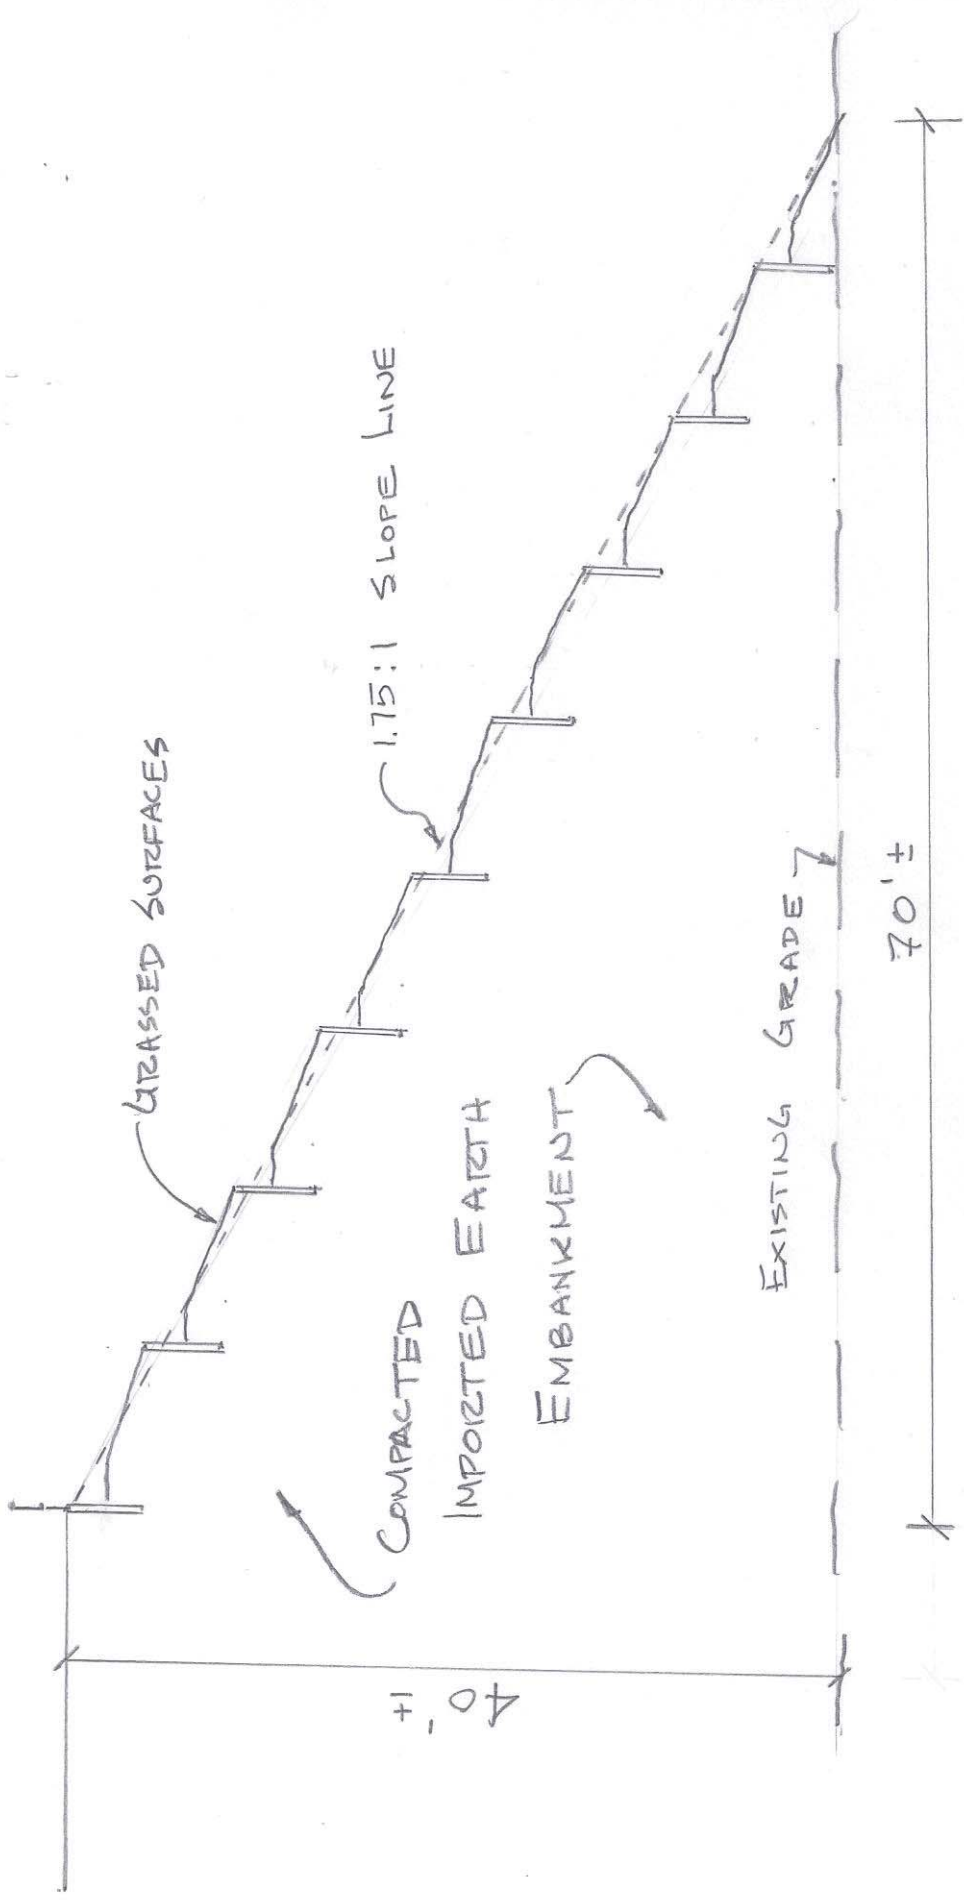 GRASSED SURFACES
1.75:1 SLOPE LINE
COMPACTED
IMPORTED EARTH
EMBANKMENT
40'±
EXISTING GRADE
70'±